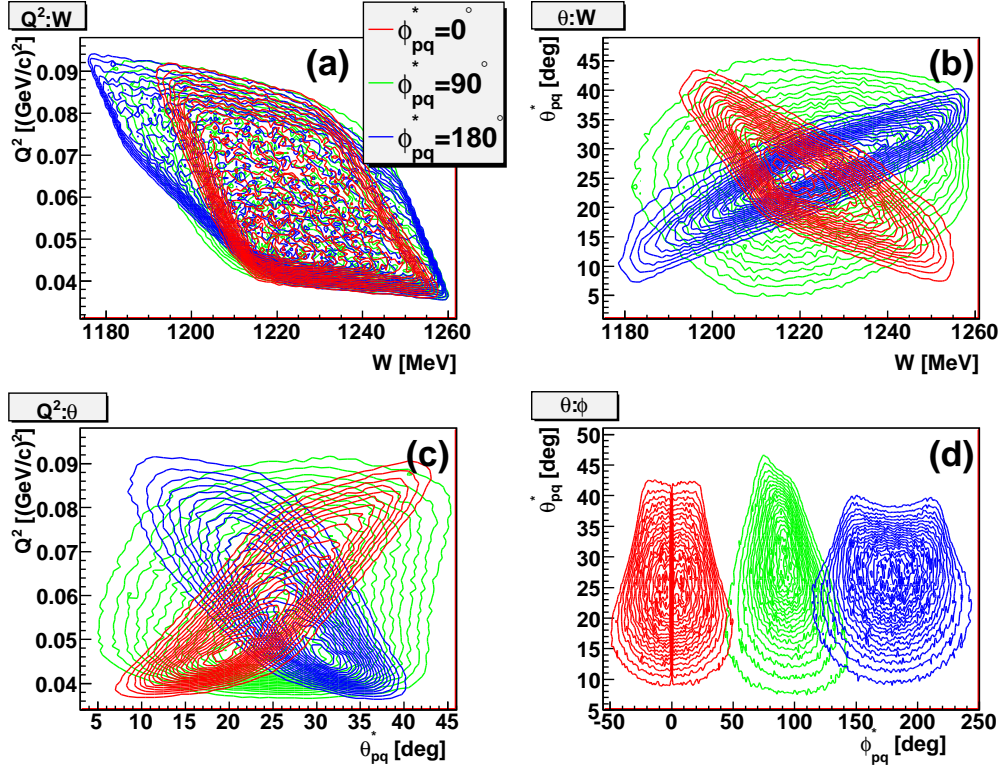 Q²:W
(a)
ϕ*pq=0°
ϕ*pq=90°
ϕ*pq=180°
Q² [(GeV/c)²]
0.09
0.08
0.07
0.06
0.05
0.04
1180 1200 1220 1240 1260
W [MeV]
θ:W
(b)
θ*pq [deg]
45
40
35
30
25
20
15
10
5
1180 1200 1220 1240 1260
W [MeV]
Q²:θ
(c)
Q² [(GeV/c)²]
0.09
0.08
0.07
0.06
0.05
0.04
5 10 15 20 25 30 35 40 45
θ*pq [deg]
θ:ϕ
(d)
θ*pq [deg]
50
45
40
35
30
25
20
15
10
5
-50 0 50 100 150 200 250
ϕ*pq [deg]